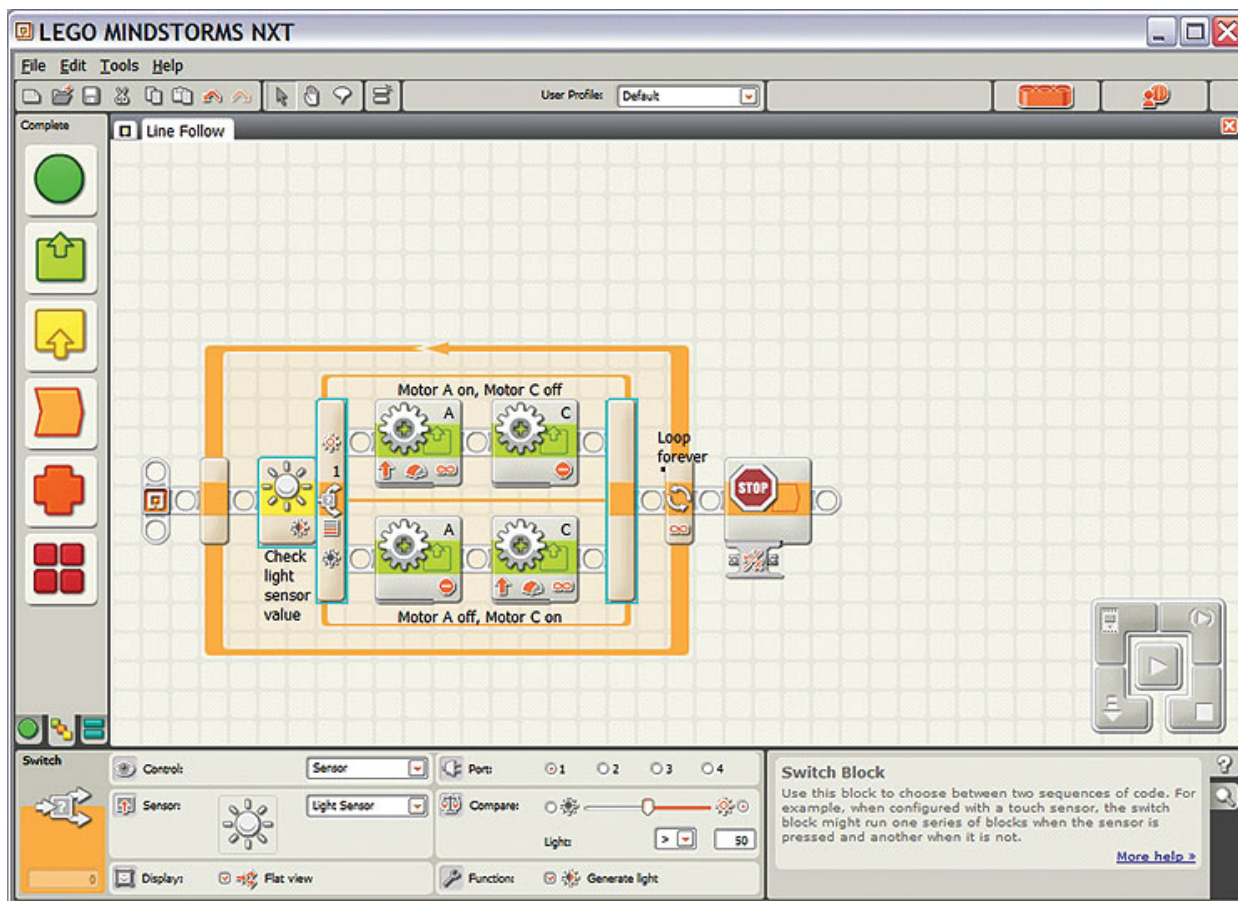 LEGO MINDSTORMS NXT
File Edit Tools Help
User Profile: Default
Complete
Line Follow
Motor A on, Motor C off
A C
Loop
forever
1
STOP
A C
Check
light
sensor
value
Motor A off, Motor C on
Switch
Control: Sensor
Port: 1 2 3 4
Sensor: Light Sensor
Compare:
Light: > 50
0
Display: Flat view
Function: Generate light
Switch Block
Use this block to choose between two sequences of code. For
example, when configured with a touch sensor, the switch
block might run one series of blocks when the sensor is
pressed and another when it is not.
More help »